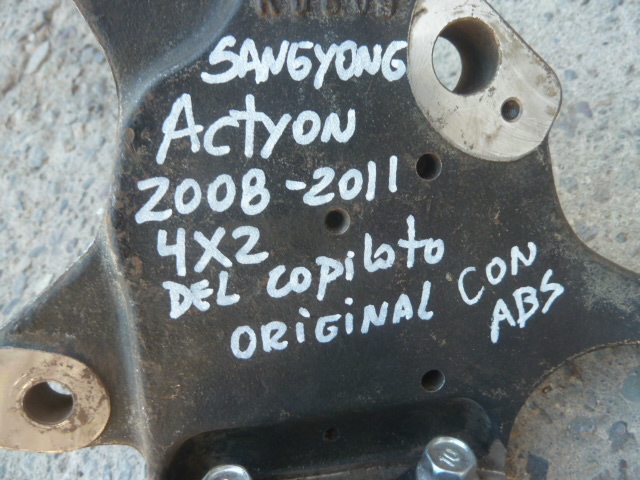 SANGYONG
ACTYON
2008-2011
4X2
DEL copiloto
ORIGINAL CON
ABS